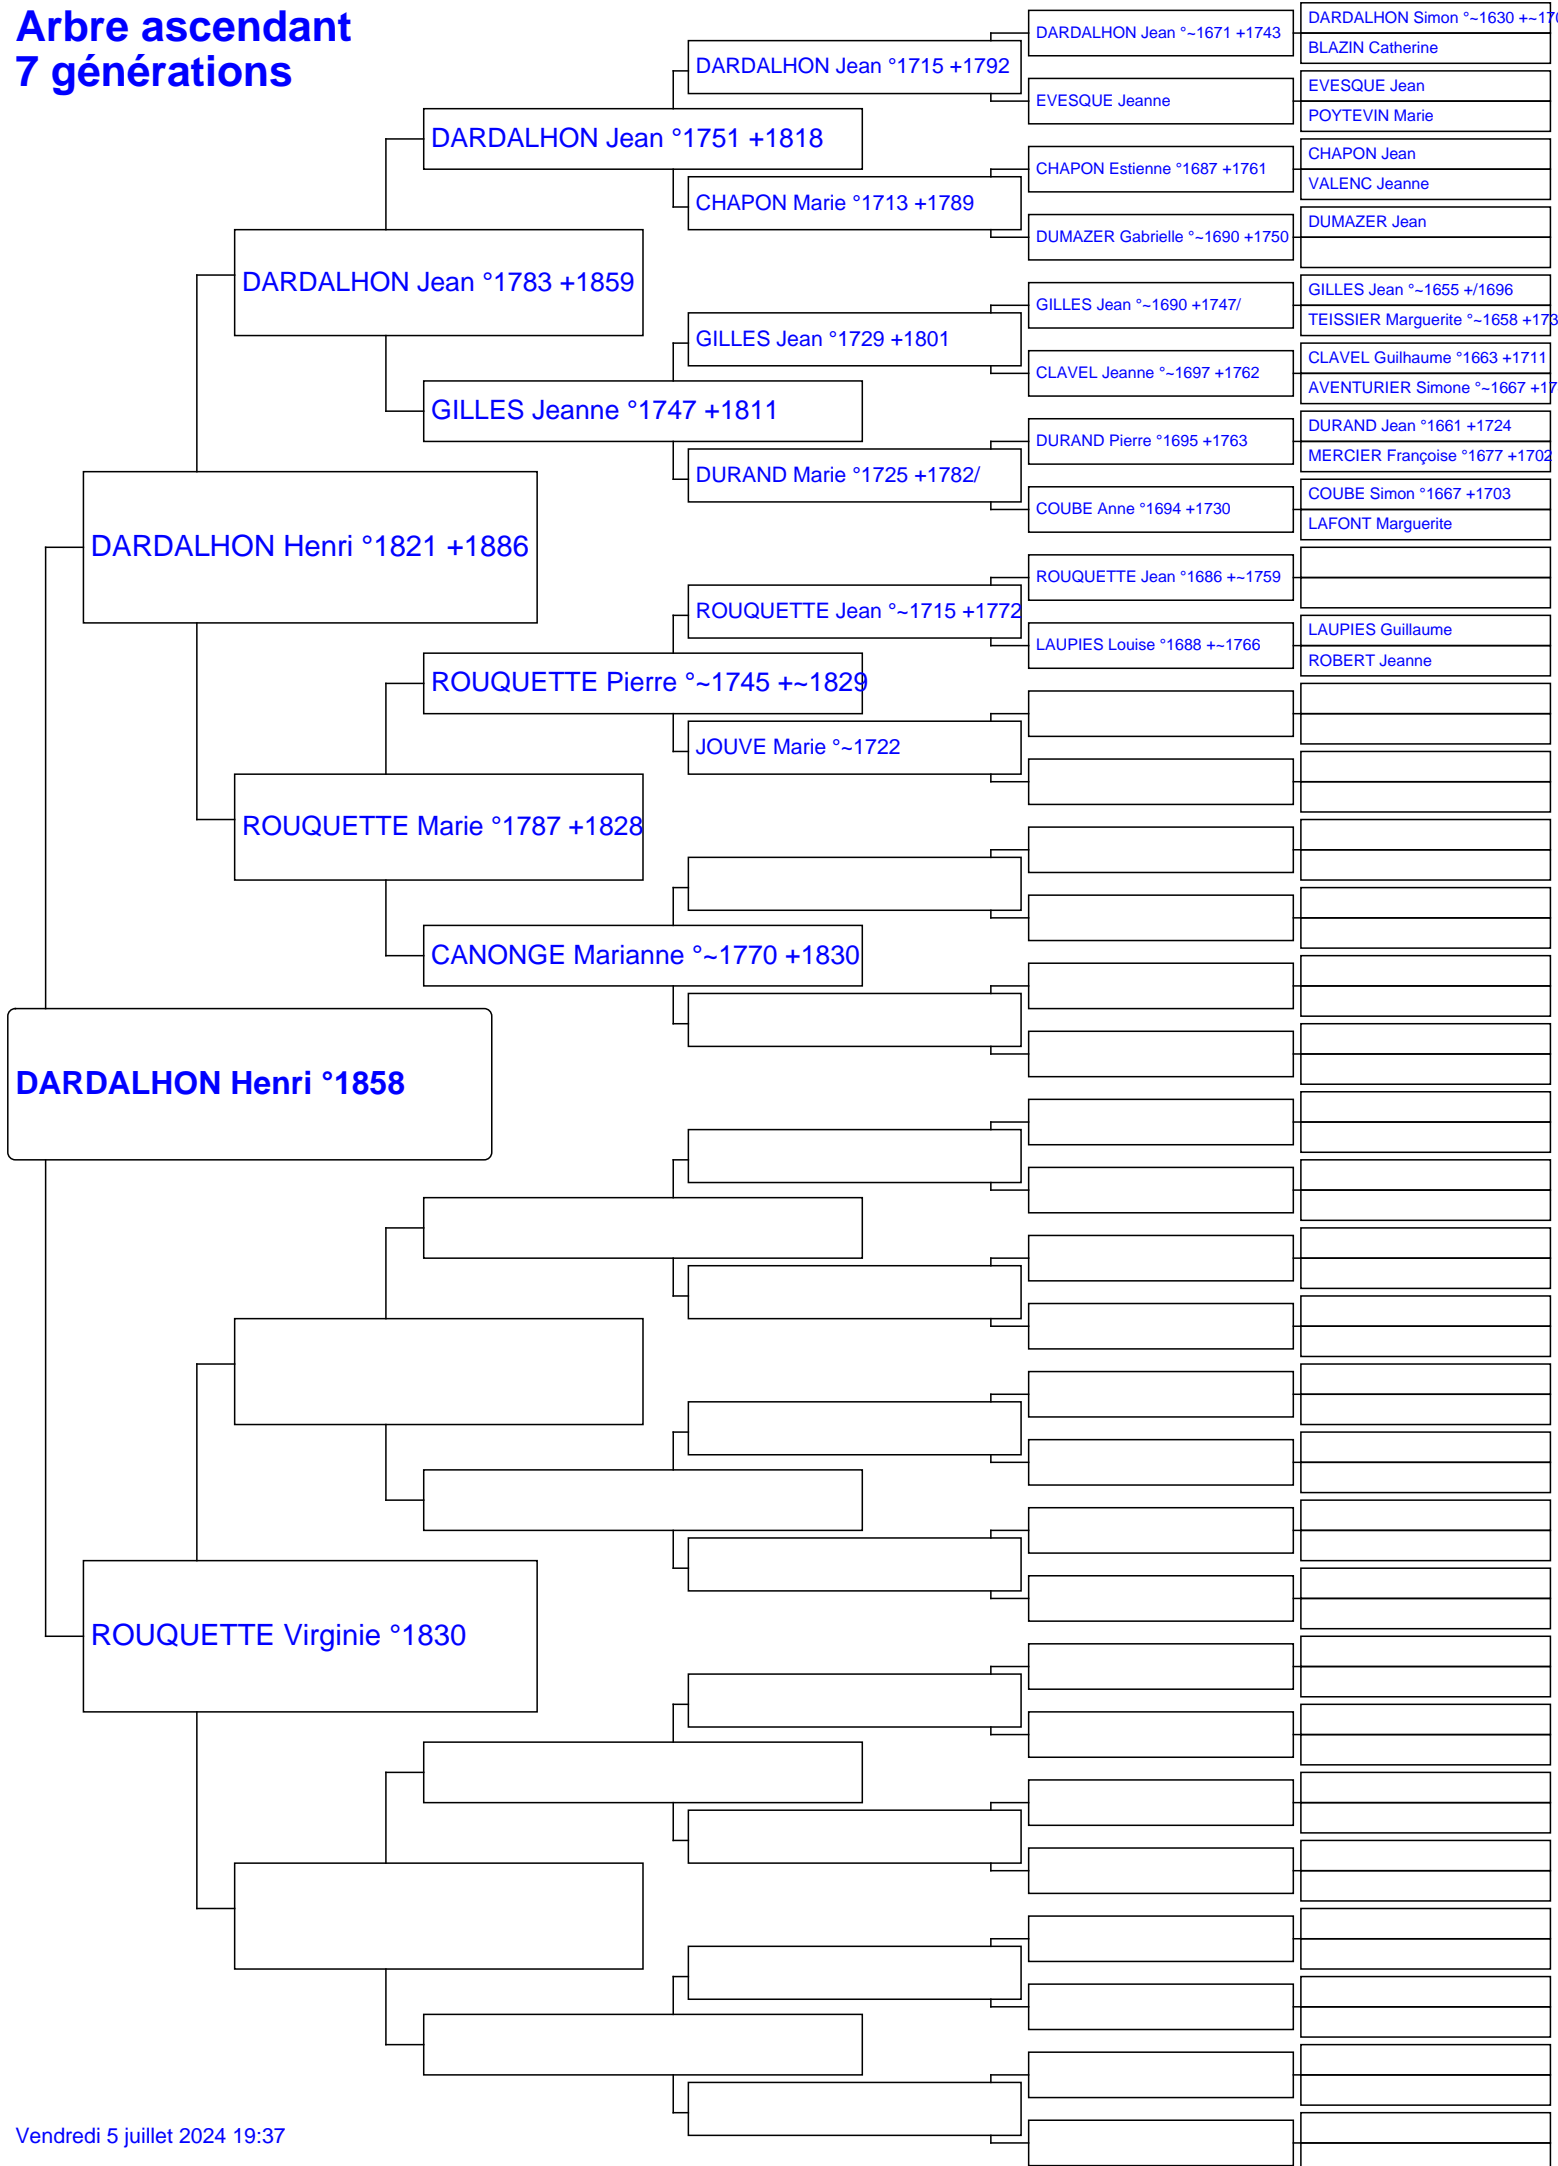 Arbre ascendant
7 générations
DARDALHON Henri °1858
DARDALHON Henri °1821 +1886
ROUQUETTE Virginie °1830
DARDALHON Jean °1783 +1859
ROUQUETTE Marie °1787 +1828
DARDALHON Jean °1751 +1818
GILLES Jeanne °1747 +1811
ROUQUETTE Pierre °~1745 +~1829
CANONGE Marianne °~1770 +1830
DARDALHON Jean °1715 +1792
CHAPON Marie °1713 +1789
GILLES Jean °1729 +1801
DURAND Marie °1725 +1782/
ROUQUETTE Jean °~1715 +1772
JOUVE Marie °~1722
DARDALHON Jean °~1671 +1743
EVESQUE Jeanne
CHAPON Estienne °1687 +1761
DUMAZER Gabrielle °~1690 +1750
GILLES Jean °~1690 +1747/
CLAVEL Jeanne °~1697 +1762
DURAND Pierre °1695 +1763
COUBE Anne °1694 +1730
ROUQUETTE Jean °1686 +~1759
LAUPIES Louise °1688 +~1766
DARDALHON Simon °~1630
BLAZIN Catherine
EVESQUE Jean
POYTEVIN Marie
CHAPON Jean
VALENC Jeanne
DUMAZER Jean
GILLES Jean °~1655 +/1696
TEISSIER Marguerite °~1658
CLAVEL Guilhaume °1663 +1711
AVENTURIER Simone °~1667
DURAND Jean °1661 +1724
MERCIER Françoise °1677 +1702
COUBE Simon °1667 +1703
LAFONT Marguerite
LAUPIES Guillaume
ROBERT Jeanne
Vendredi 5 juillet 2024 19:37